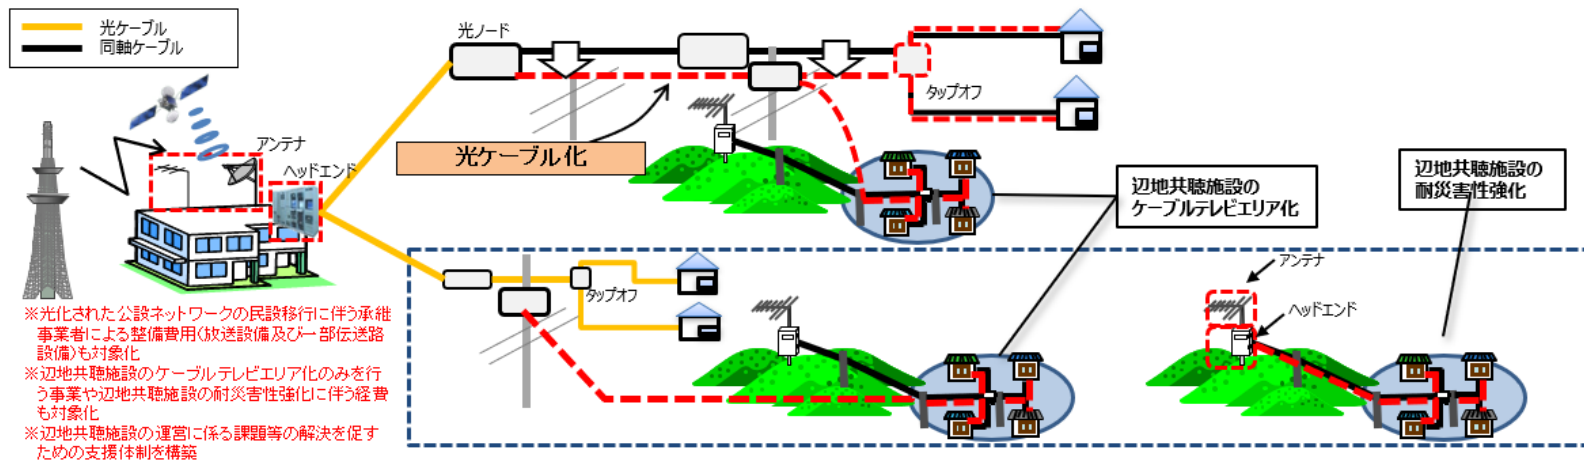 光ケーブル
同軸ケーブル
光ノード
タップオフ
アンテナ
ヘッドエンド
光ケーブル化
辺地共聴施設の
ケーブルテレビエリア化
辺地共聴施設の
耐災害性強化
タップオフ
アンテナ
ヘッドエンド
※光化された公設ネットワークの民設移行に伴う承継
事業者による整備費用(放送設備及び一部伝送路
設備)も対象化
※辺地共聴施設のケーブルテレビエリア化のみを行
う事業や辺地共聴施設の耐災害性強化に伴う経費
も対象化
※辺地共聴施設の運営に係る課題等の解決を促す
ための支援体制を構築